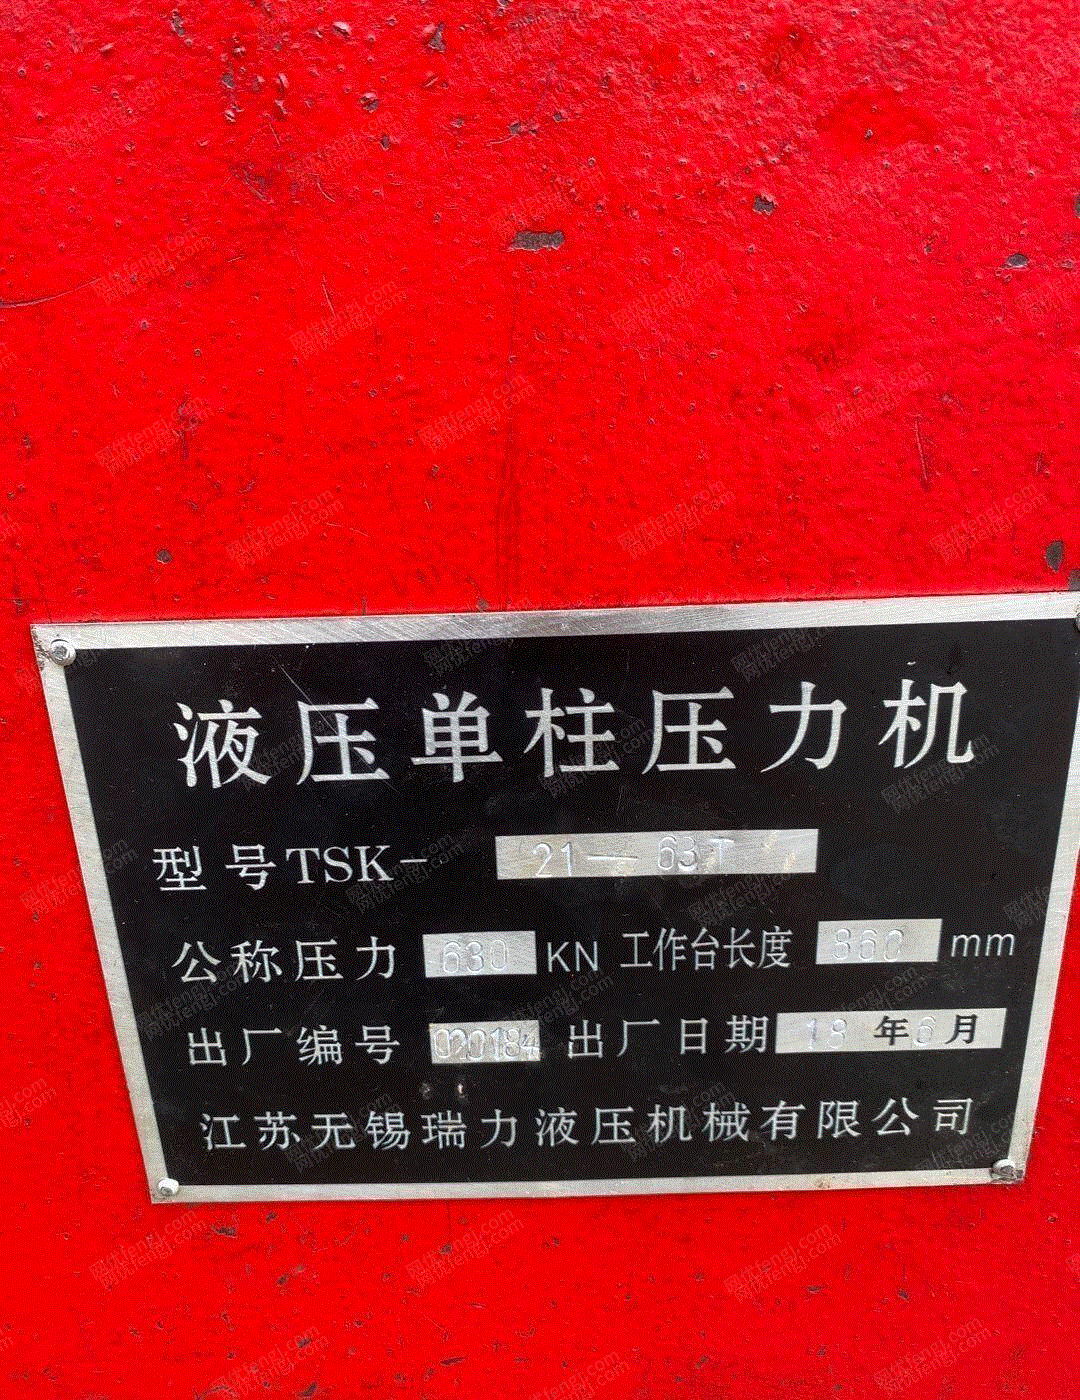 液压单柱压力机
型号TSK- 21—63T
公称压力 630 KN 工作台长度 860 mm
出厂编号 020184 出厂日期 18 年 6 月
江苏无锡瑞力液压机械有限公司